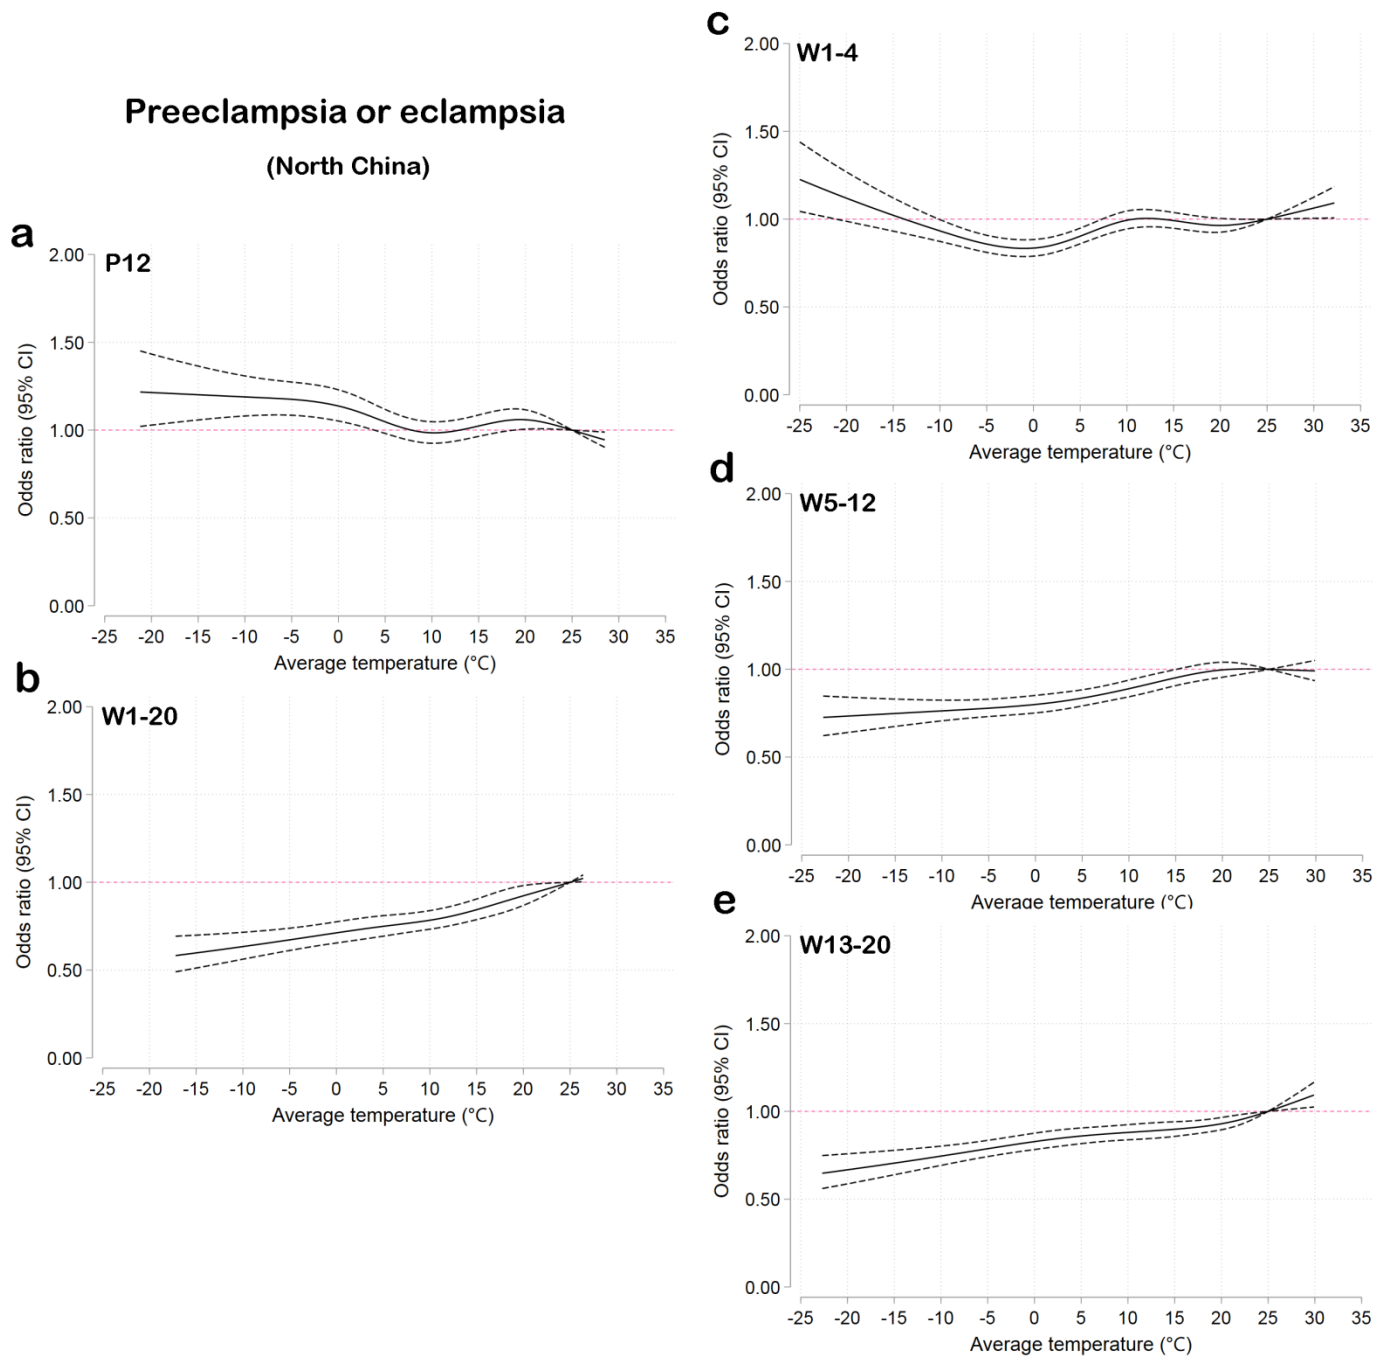 Preeclampsia or eclampsia
(North China)
a
P12
Odds ratio (95% CI)
2.00
1.50
1.00
0.50
0.00
-25 -20 -15 -10 -5 0 5 10 15 20 25 30 35
Average temperature (°C)
b
W1-20
Odds ratio (95% CI)
2.00
1.50
1.00
0.50
0.00
-25 -20 -15 -10 -5 0 5 10 15 20 25 30 35
Average temperature (°C)
c
W1-4
Odds ratio (95% CI)
2.00
1.50
1.00
0.50
0.00
-25 -20 -15 -10 -5 0 5 10 15 20 25 30 35
Average temperature (°C)
d
W5-12
Odds ratio (95% CI)
2.00
1.50
1.00
0.50
0.00
-25 -20 -15 -10 -5 0 5 10 15 20 25 30 35
Average temperature (°C)
e
W13-20
Odds ratio (95% CI)
2.00
1.50
1.00
0.50
0.00
-25 -20 -15 -10 -5 0 5 10 15 20 25 30 35
Average temperature (°C)